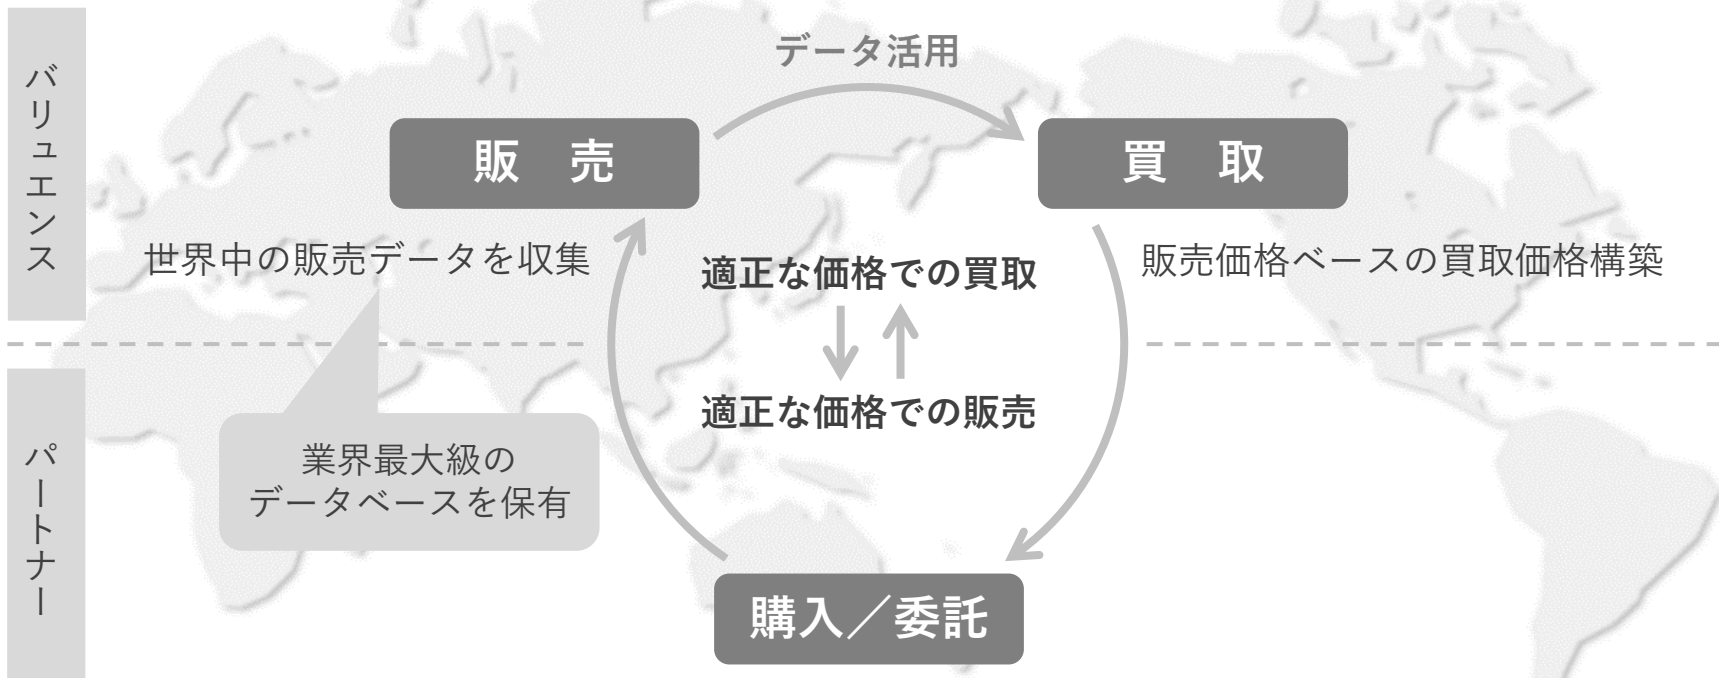 バリュエンス
データ活用
販　売
買　取
世界中の販売データを収集
適正な価格での買取
販売価格ベースの買取価格構築
適正な価格での販売
パートナー
業界最大級の
データベースを保有
購入／委託